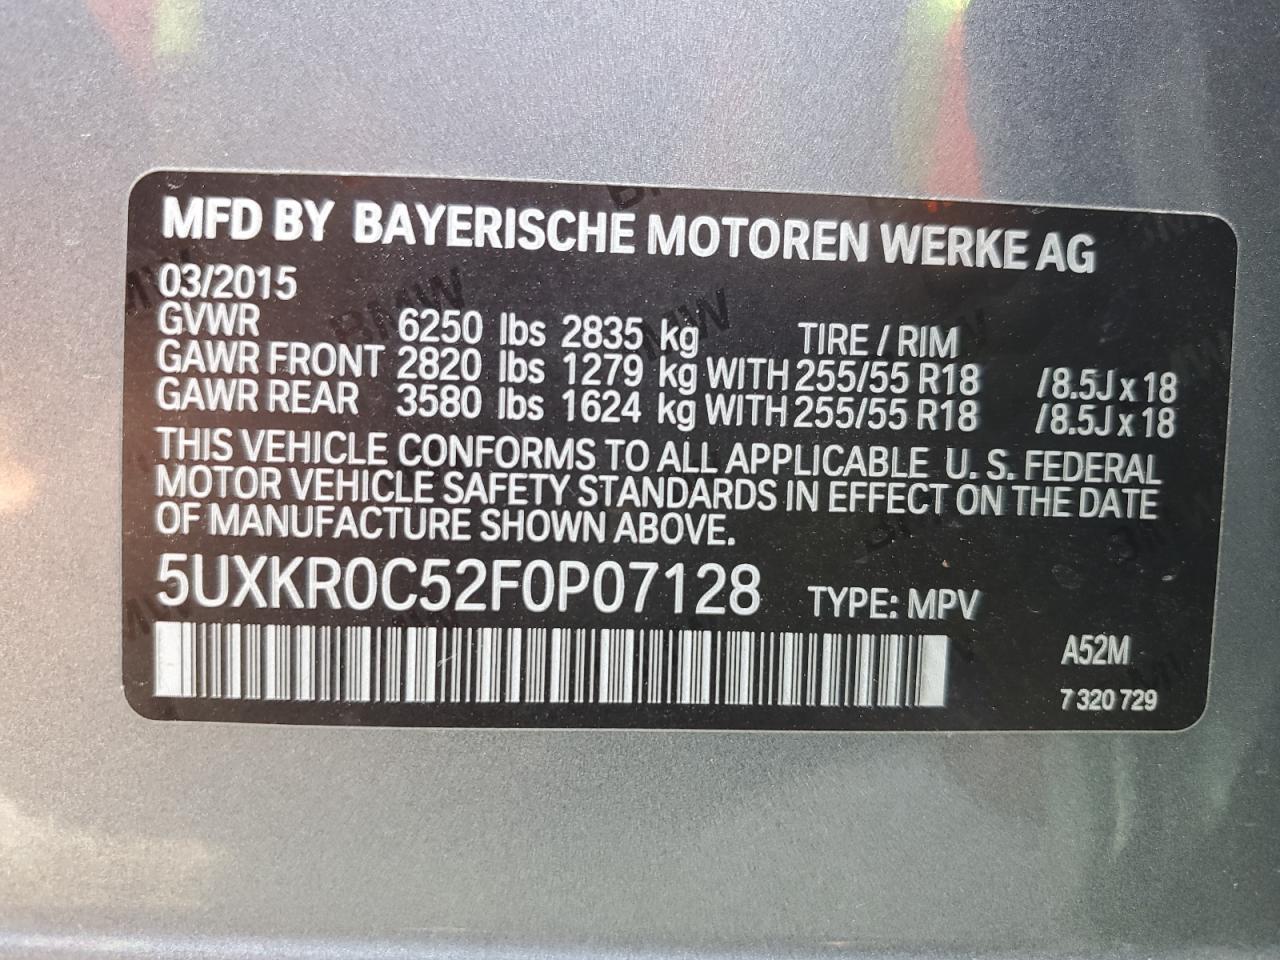 MFD BY BAYERISCHE MOTOREN WERKE AG
03/2015
GVWR 6250 lbs 2835 kg TIRE / RIM
GAWR FRONT 2820 lbs 1279 kg WITH 255/55 R18 /8.5J x 18
GAWR REAR 3580 lbs 1624 kg WITH 255/55 R18 /8.5J x 18
THIS VEHICLE CONFORMS TO ALL APPLICABLE U. S. FEDERAL
MOTOR VEHICLE SAFETY STANDARDS IN EFFECT ON THE DATE
OF MANUFACTURE SHOWN ABOVE.
5UXKR0C52F0P07128 TYPE: MPV
A52M
7 320 729